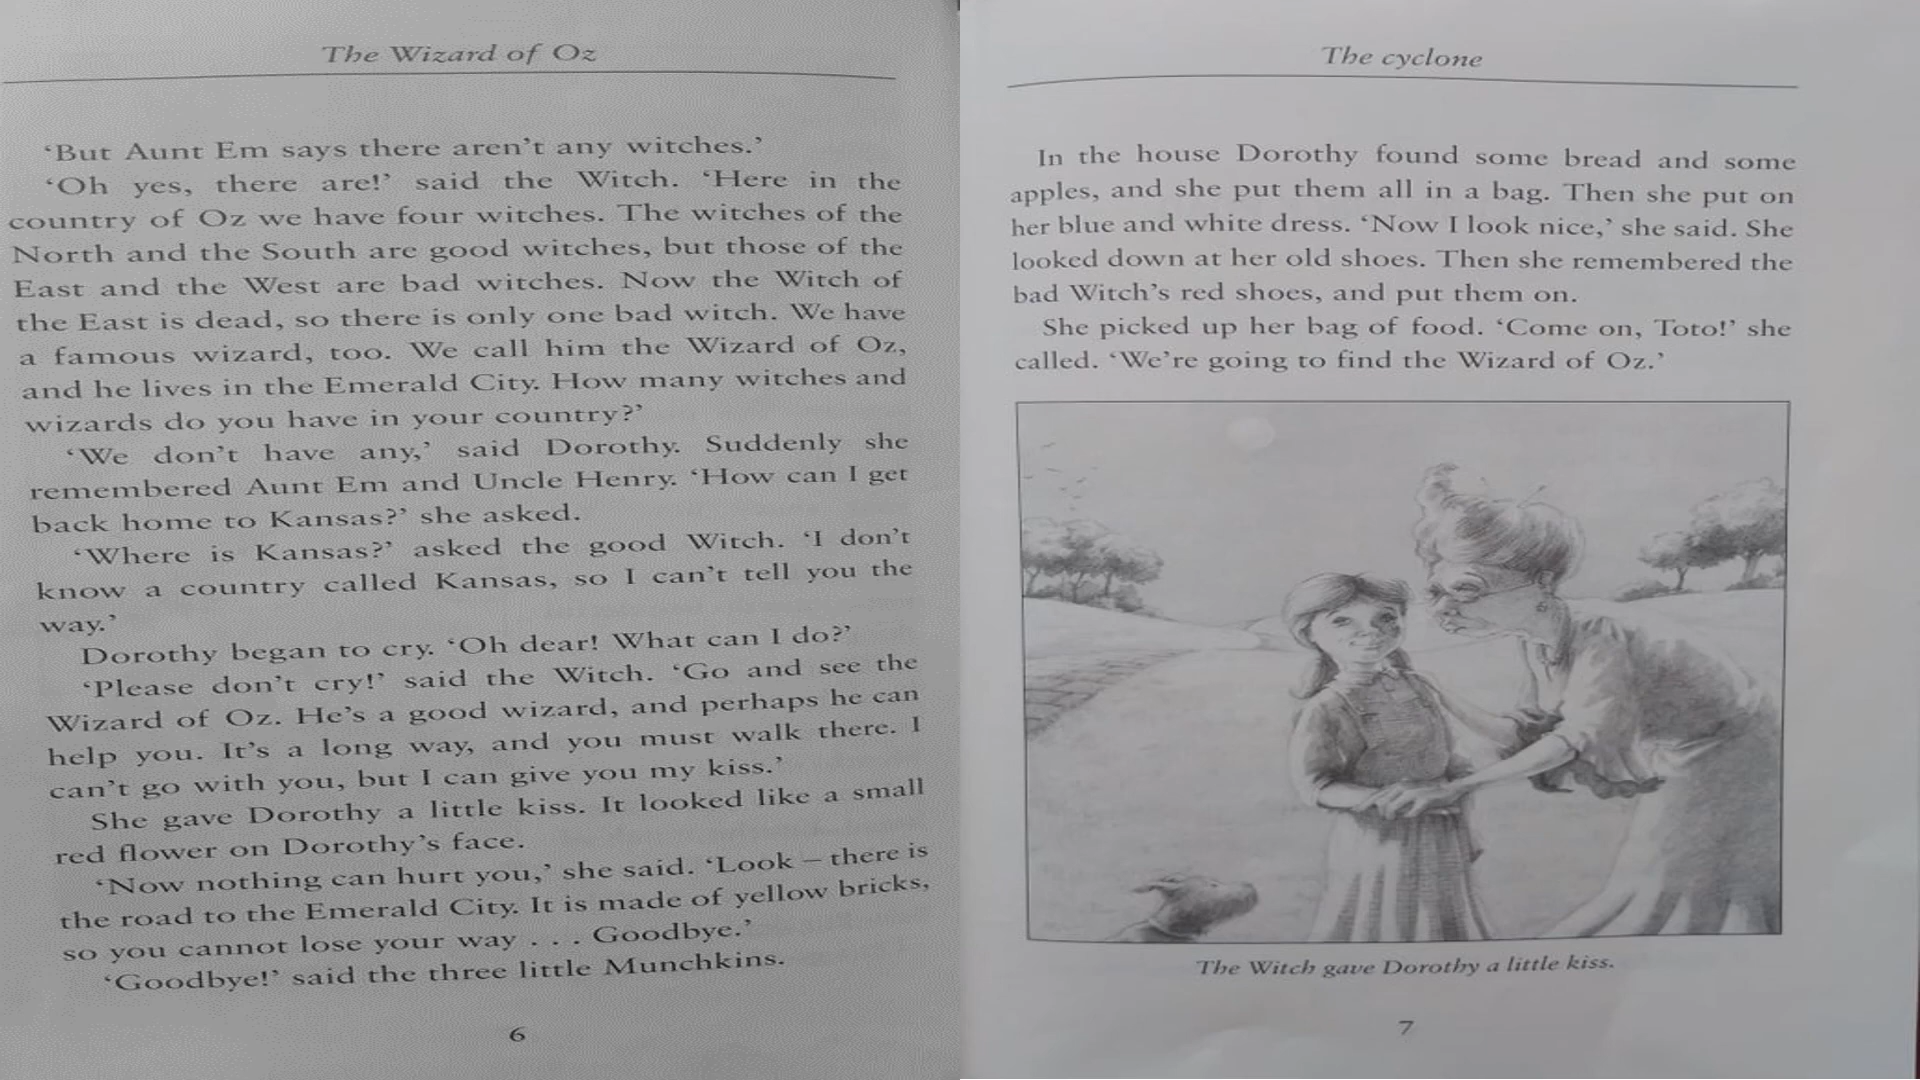 The Wizard of Oz
‘But Aunt Em says there aren’t any witches.’
‘Oh yes, there are!’ said the Witch. ‘Here in the
country of Oz we have four witches. The witches of the
North and the South are good witches, but those of the
East and the West are bad witches. Now the Witch of
the East is dead, so there is only one bad witch. We have
a famous wizard, too. We call him the Wizard of Oz,
and he lives in the Emerald City. How many witches and
wizards do you have in your country?’
‘We don’t have any,’ said Dorothy. Suddenly she
remembered Aunt Em and Uncle Henry. ‘How can I get
back home to Kansas?’ she asked.
‘Where is Kansas?’ asked the good Witch. ‘I don’t
know a country called Kansas, so I can’t tell you the
way.’
Dorothy began to cry. ‘Oh dear! What can I do?’
‘Please don’t cry!’ said the Witch. ‘Go and see the
Wizard of Oz. He’s a good wizard, and perhaps he can
help you. It’s a long way, and you must walk there. I
can’t go with you, but I can give you my kiss.’
She gave Dorothy a little kiss. It looked like a small
red flower on Dorothy’s face.
‘Now nothing can hurt you,’ she said. ‘Look – there is
the road to the Emerald City. It is made of yellow bricks,
so you cannot lose your way . . . Goodbye.’
‘Goodbye!’ said the three little Munchkins.
6
The cyclone
In the house Dorothy found some bread and some
apples, and she put them all in a bag. Then she put on
her blue and white dress. ‘Now I look nice,’ she said. She
looked down at her old shoes. Then she remembered the
bad Witch’s red shoes, and put them on.
She picked up her bag of food. ‘Come on, Toto!’ she
called. ‘We’re going to find the Wizard of Oz.’
The Witch gave Dorothy a little kiss.
7